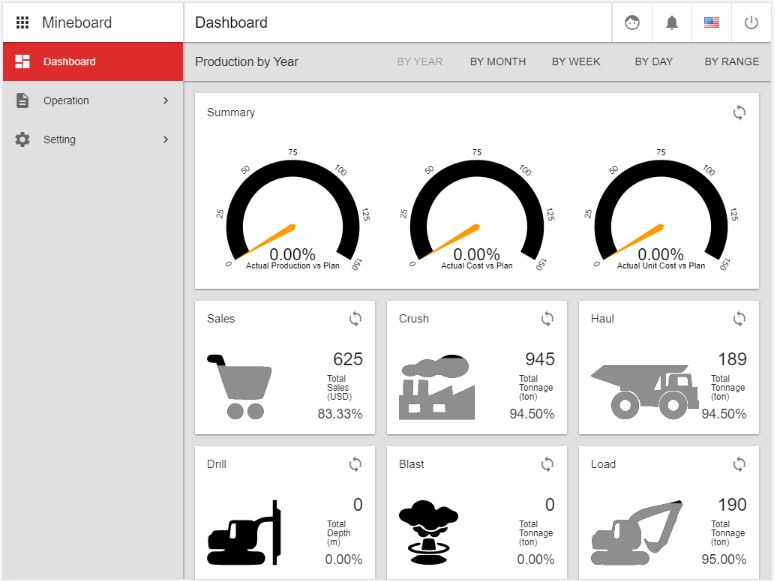 Mineboard
Dashboard
Dashboard
Operation
Setting
Production by Year
BY YEAR
BY MONTH
BY WEEK
BY DAY
BY RANGE
Summary
0
25
50
75
100
125
150
0.00%
Actual Production vs Plan
0
25
50
75
100
125
150
0.00%
Actual Cost vs Plan
0
25
50
75
100
125
150
0.00%
Actual Unit Cost vs Plan
Sales
625
Total
Sales
(USD)
83.33%
Crush
945
Total
Tonnage
(ton)
94.50%
Haul
189
Total
Tonnage
(ton)
94.50%
Drill
0
Total
Depth
(m)
0.00%
Blast
0
Total
Tonnage
(ton)
0.00%
Load
190
Total
Tonnage
(ton)
95.00%